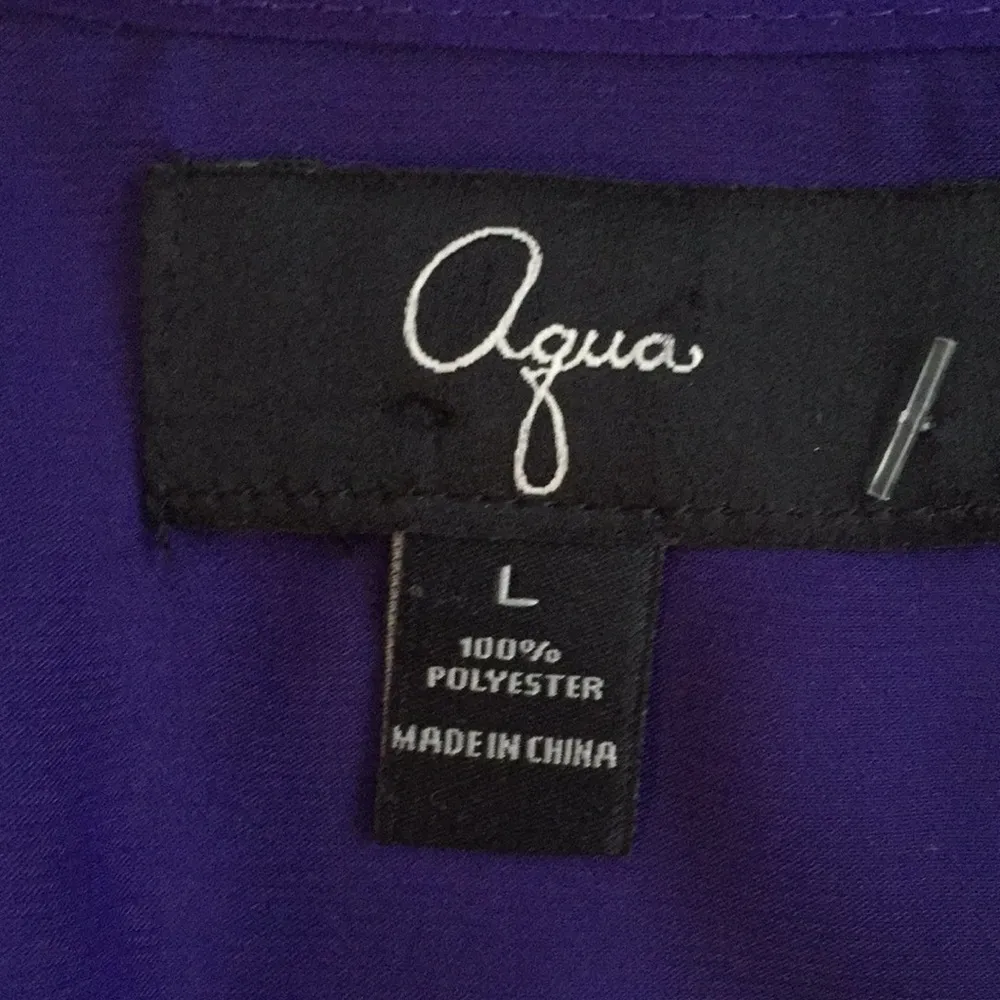 Aqua
L
100%
POLYESTER
MADE IN CHINA